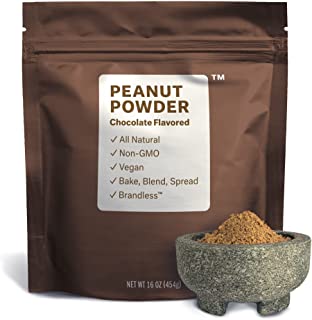 ™
PEANUT
POWDER
Chocolate Flavored
✓ All Natural
✓ Non-GMO
✓ Vegan
✓ Bake, Blend, Spread
✓ Brandless™
NET WT 16 OZ (454g)